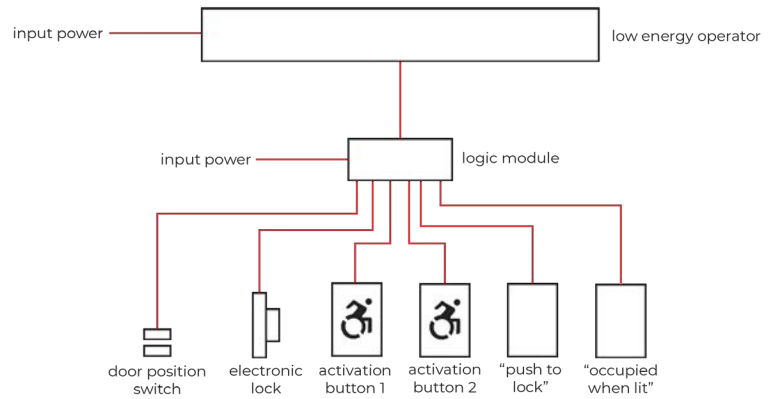 input power
low energy operator
input power
logic module
door position
switch
electronic
lock
activation
button 1
activation
button 2
“push to
lock”
“occupied
when lit”